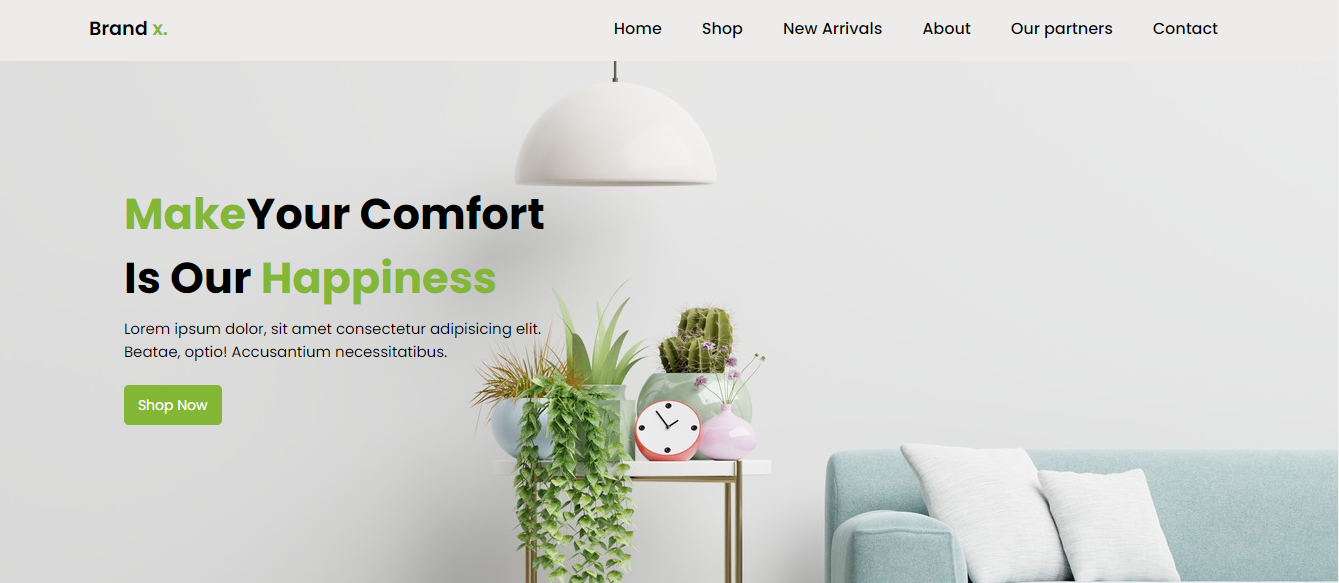 Brand x.
Home Shop New Arrivals About Our partners Contact
MakeYour Comfort
Is Our Happiness
Lorem ipsum dolor, sit amet consectetur adipisicing elit.
Beatae, optio! Accusantium necessitatibus.
Shop Now